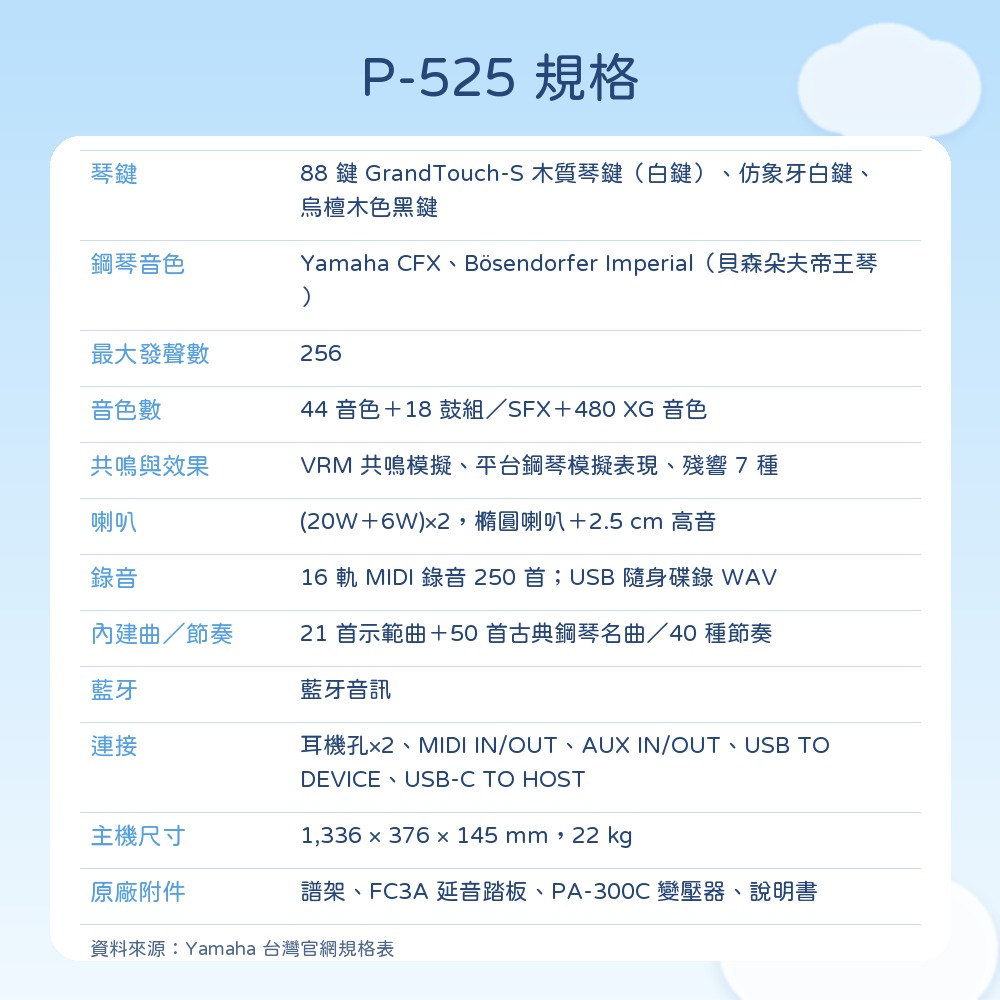 P-525 規格
琴鍵
88 鍵 GrandTouch-S 木質琴鍵（白鍵）、仿象牙白鍵、
烏檀木色黑鍵
鋼琴音色
Yamaha CFX、Bösendorfer Imperial（貝森朵夫帝王琴
）
最大發聲數
256
音色數
44 音色＋18 鼓組／SFX＋480 XG 音色
共鳴與效果
VRM 共鳴模擬、平台鋼琴模擬表現、殘響 7 種
喇叭
(20W＋6W)×2，橢圓喇叭＋2.5 cm 高音
錄音
16 軌 MIDI 錄音 250 首；USB 隨身碟錄 WAV
內建曲／節奏
21 首示範曲＋50 首古典鋼琴名曲／40 種節奏
藍牙
藍牙音訊
連接
耳機孔×2、MIDI IN/OUT、AUX IN/OUT、USB TO
DEVICE、USB-C TO HOST
主機尺寸
1,336 × 376 × 145 mm，22 kg
原廠附件
譜架、FC3A 延音踏板、PA-300C 變壓器、說明書
資料來源：Yamaha 台灣官網規格表